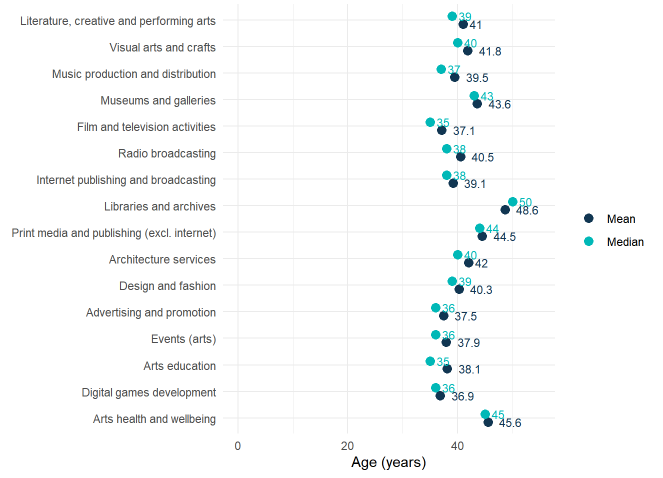 Literature, creative and performing arts 39 41
Visual arts and crafts 40 41.8
Music production and distribution 37 39.5
Museums and galleries 43 43.6
Film and television activities 35 37.1
Radio broadcasting 38 40.5
Internet publishing and broadcasting 38 39.1
Libraries and archives 50 48.6
Print media and publishing (excl. internet) 44 44.5
Architecture services 40 42
Design and fashion 39 40.3
Advertising and promotion 36 37.5
Events (arts) 36 37.9
Arts education 35 38.1
Digital games development 36 36.9
Arts health and wellbeing 45 45.6
0 20 40
Age (years)
Mean
Median